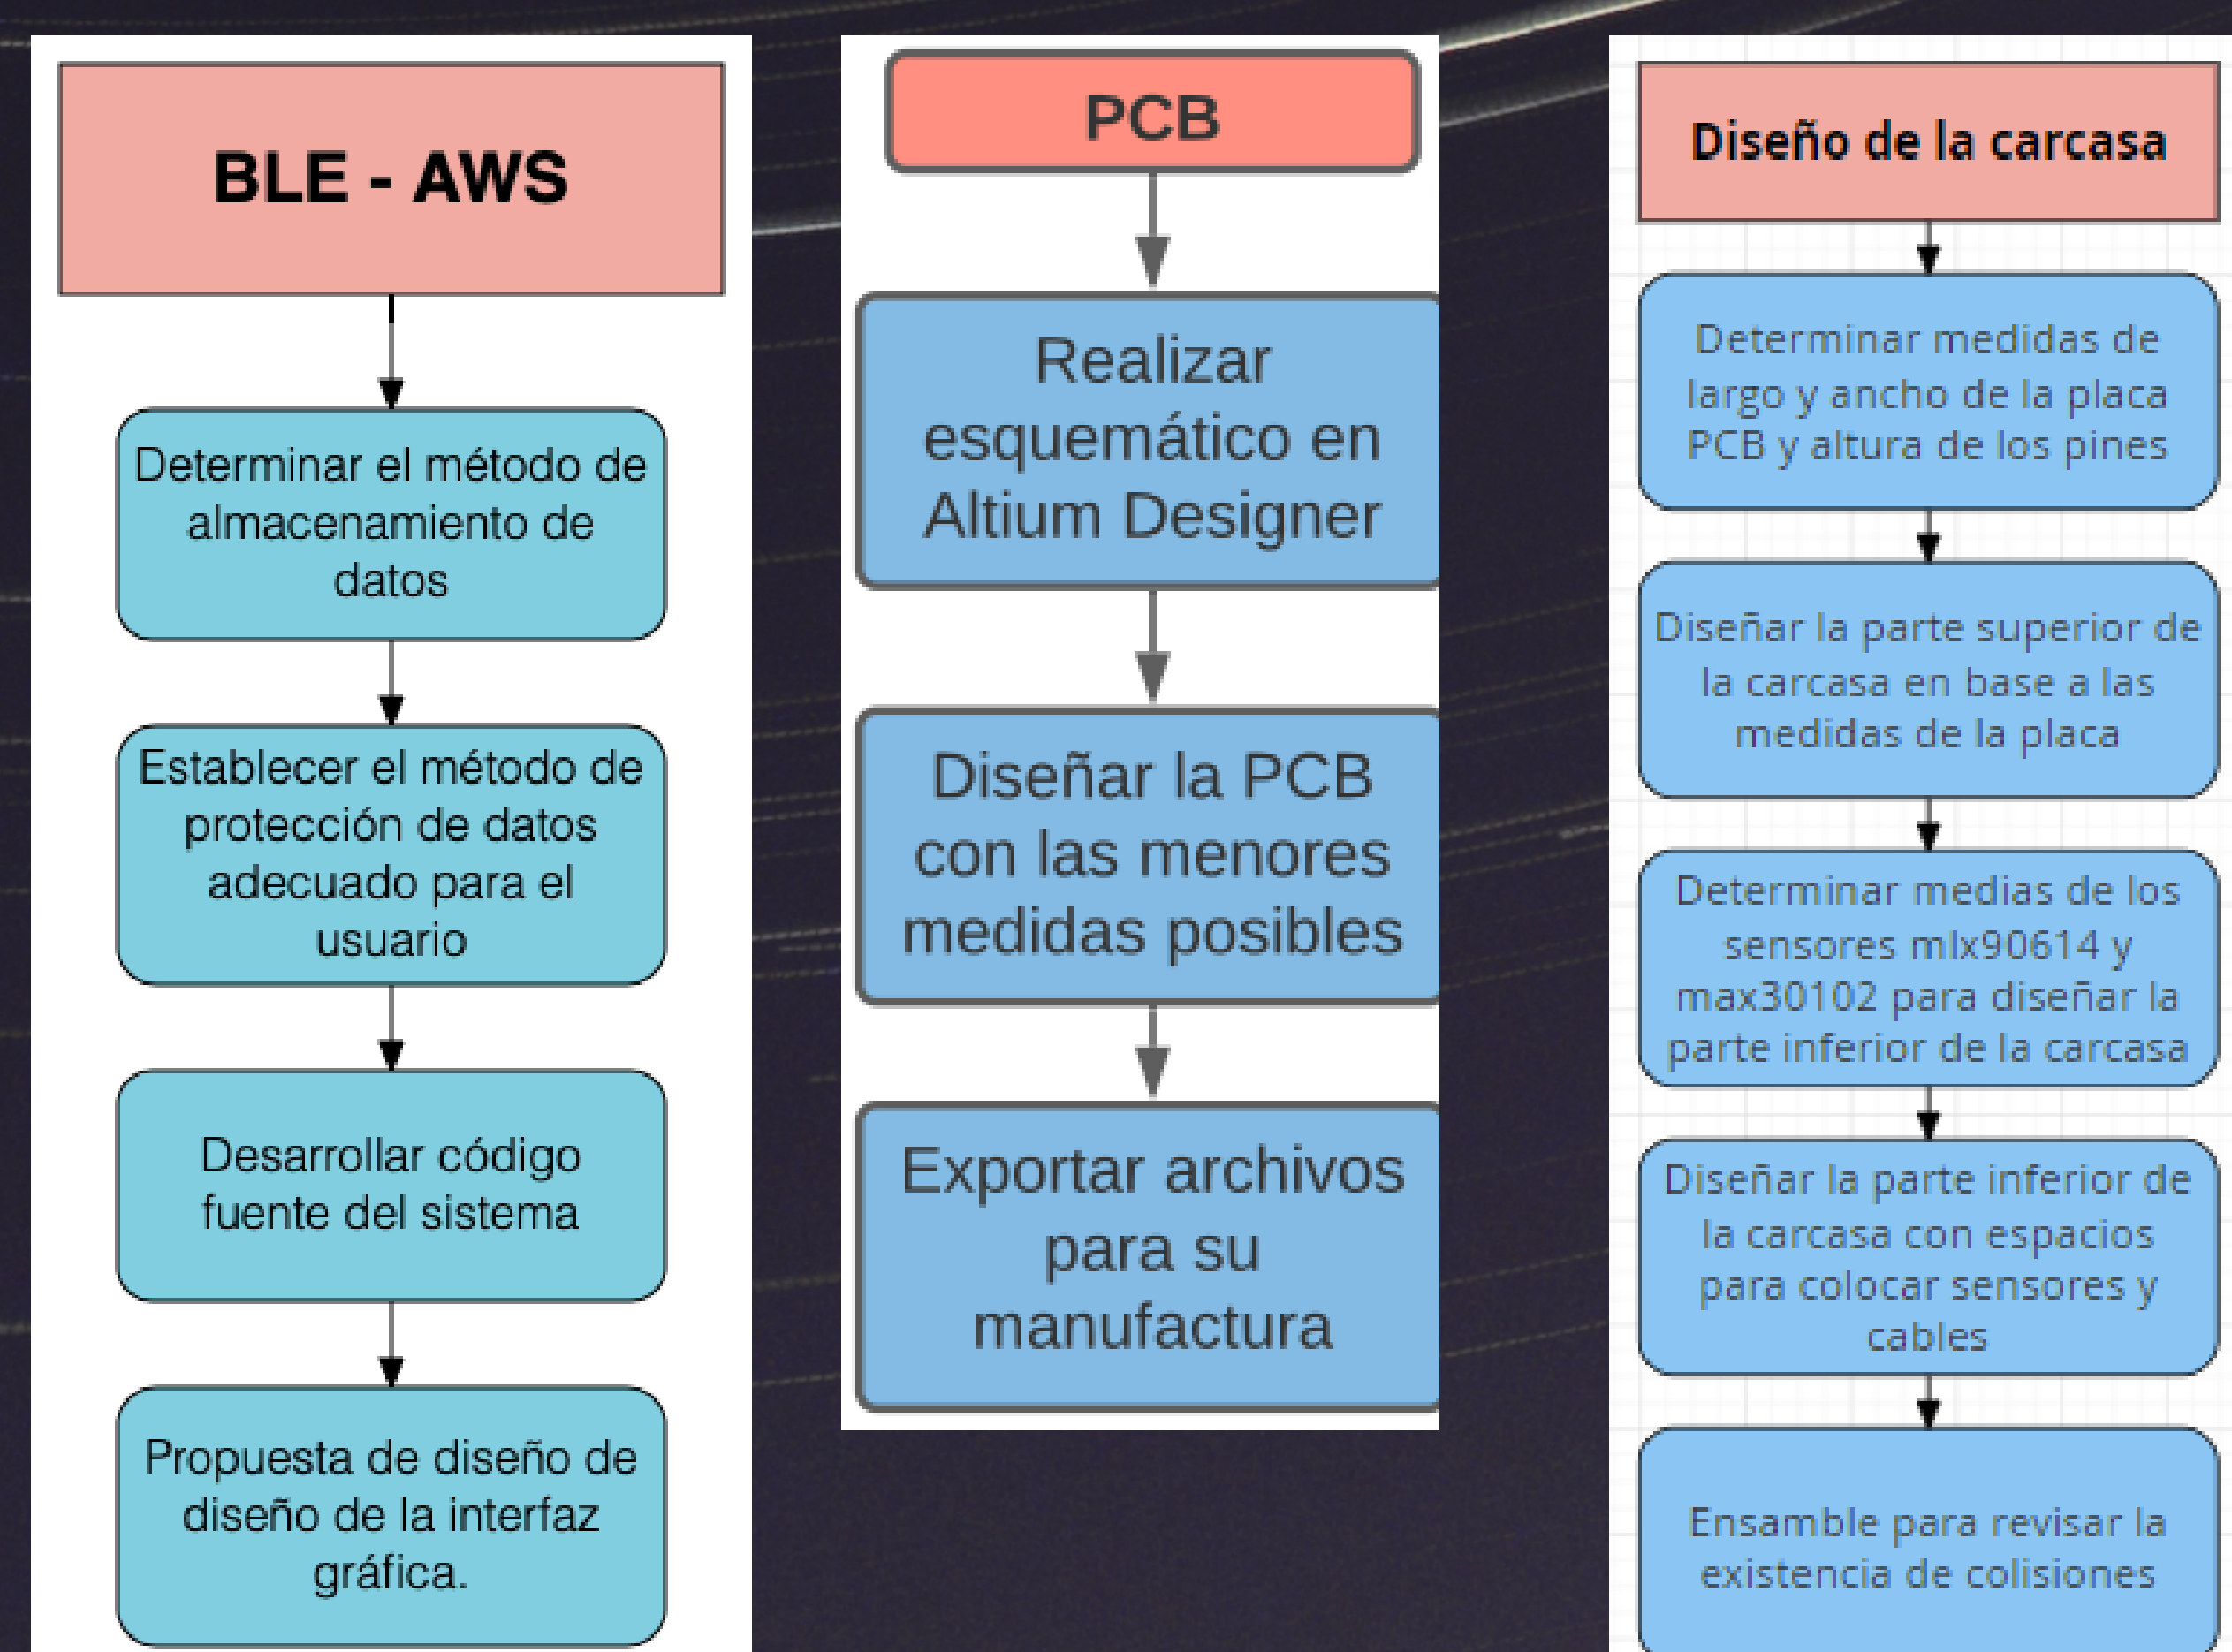 BLE - AWS
Determinar el método de
almacenamiento de
datos
Establecer el método de
protección de datos
adecuado para el
usuario
Desarrollar código
fuente del sistema
Propuesta de diseño de
diseño de la interfaz
gráfica.
PCB
Realizar
esquemático en
Altium Designer
Diseñar la PCB
con las menores
medidas posibles
Exportar archivos
para su
manufactura
Diseño de la carcasa
Determinar medidas de
largo y ancho de la placa
PCB y altura de los pines
Diseñar la parte superior de
la carcasa en base a las
medidas de la placa
Determinar medias de los
sensores mlx90614 y
max30102 para diseñar la
parte inferior de la carcasa
Diseñar la parte inferior de
la carcasa con espacios
para colocar sensores y
cables
Ensamble para revisar la
existencia de colisiones